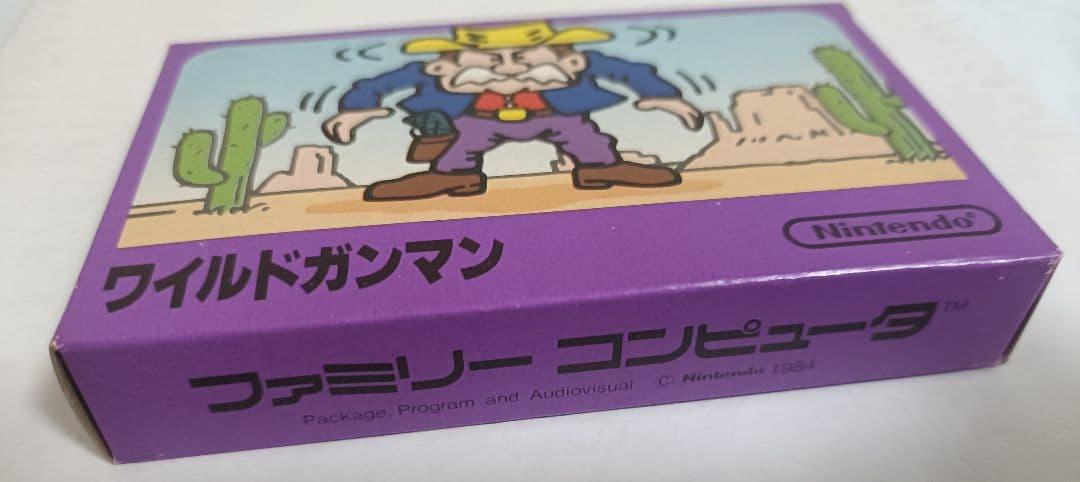 ワイルドガンマン
Nintendo®
ファミリー コンピュータ™
Package, Program and Audiovisual © Nintendo 1984